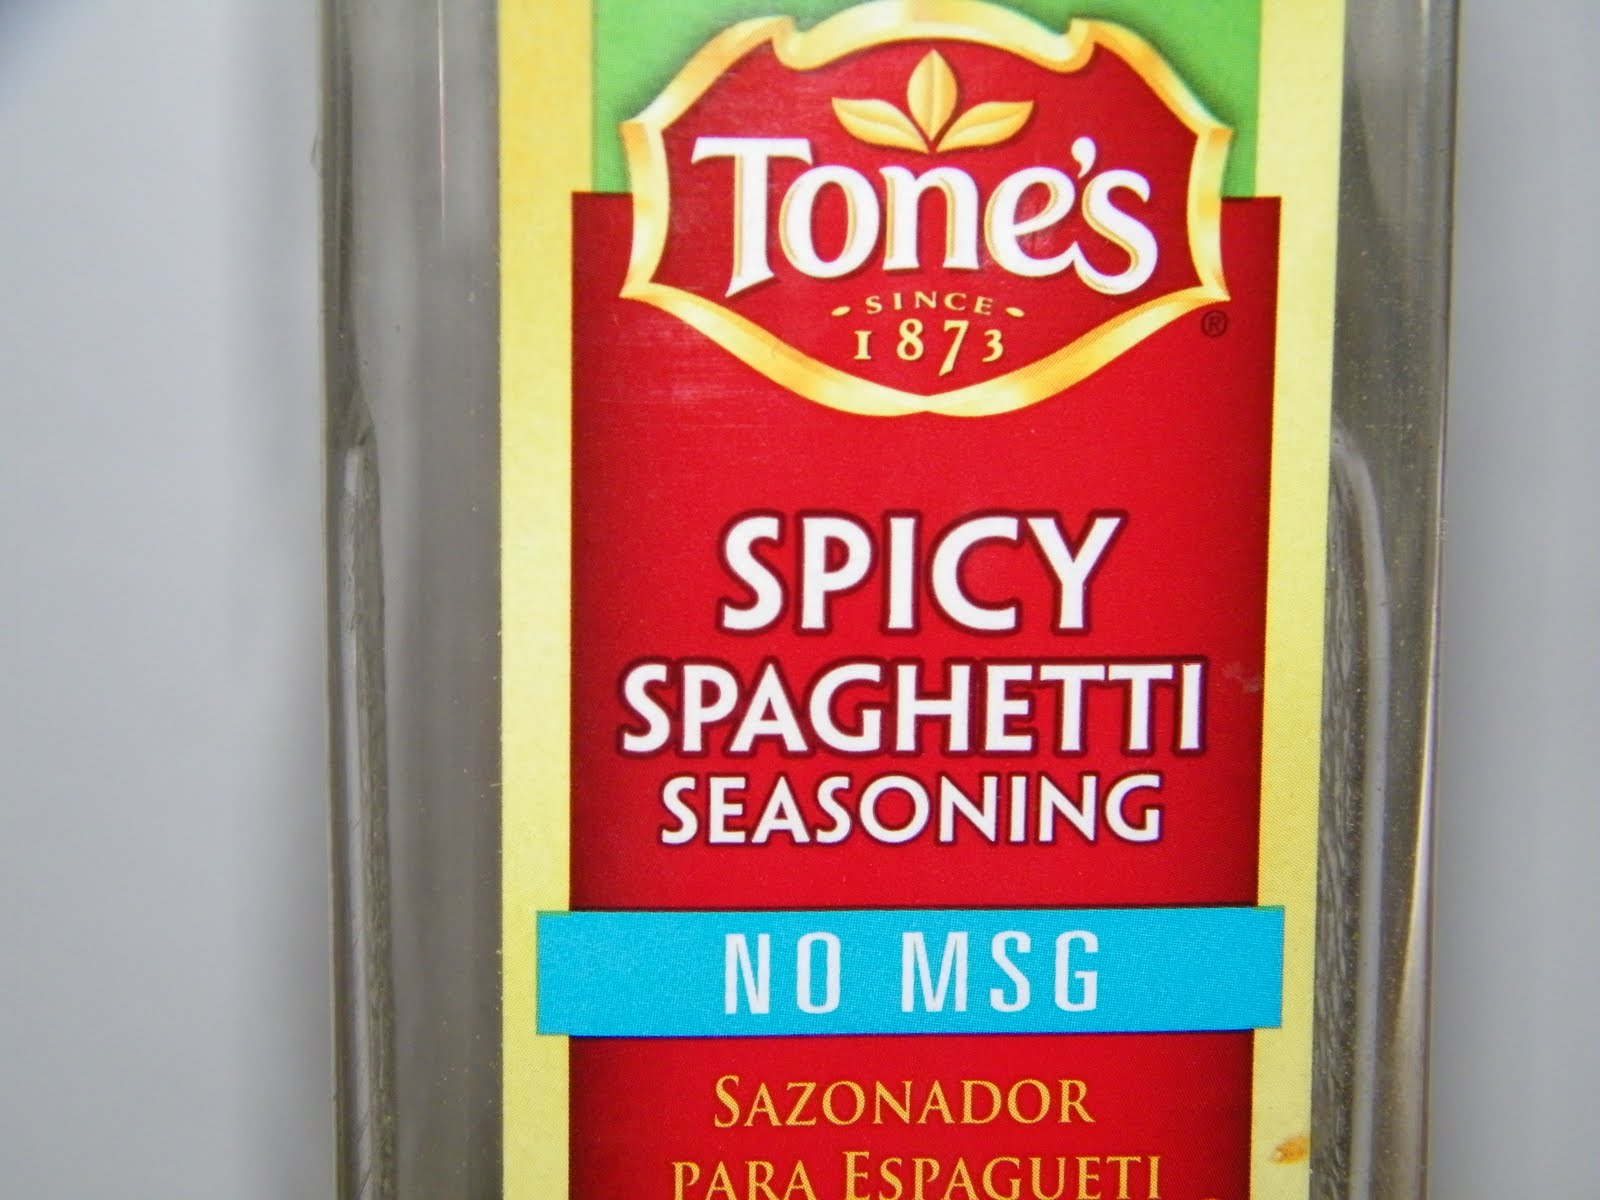 Tone's
SINCE
1873
®
SPICY
SPAGHETTI
SEASONING
NO MSG
SAZONADOR
PARA ESPAGUETI